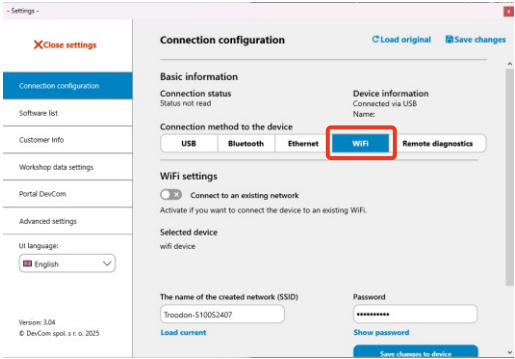 - Settings -
Close settings
Connection configuration
Load original
Save changes
Connection configuration
Software list
Customer Info
Workshop data settings
Portal DevCom
Advanced settings
UI language:
English
Version: 3.04
© DevCom spol. s r. o. 2025
Basic information
Connection status
Status not read
Device information
Connected via USB
Name:
Connection method to the device
USB Bluetooth Ethernet WiFi Remote diagnostics
WiFi settings
Connect to an existing network
Activate if you want to connect the device to an existing WiFi.
Selected device
wifi device
The name of the created network (SSID)
Troodon-S10052407
Load current
Password
••••••••••
Show password
Save changes to device